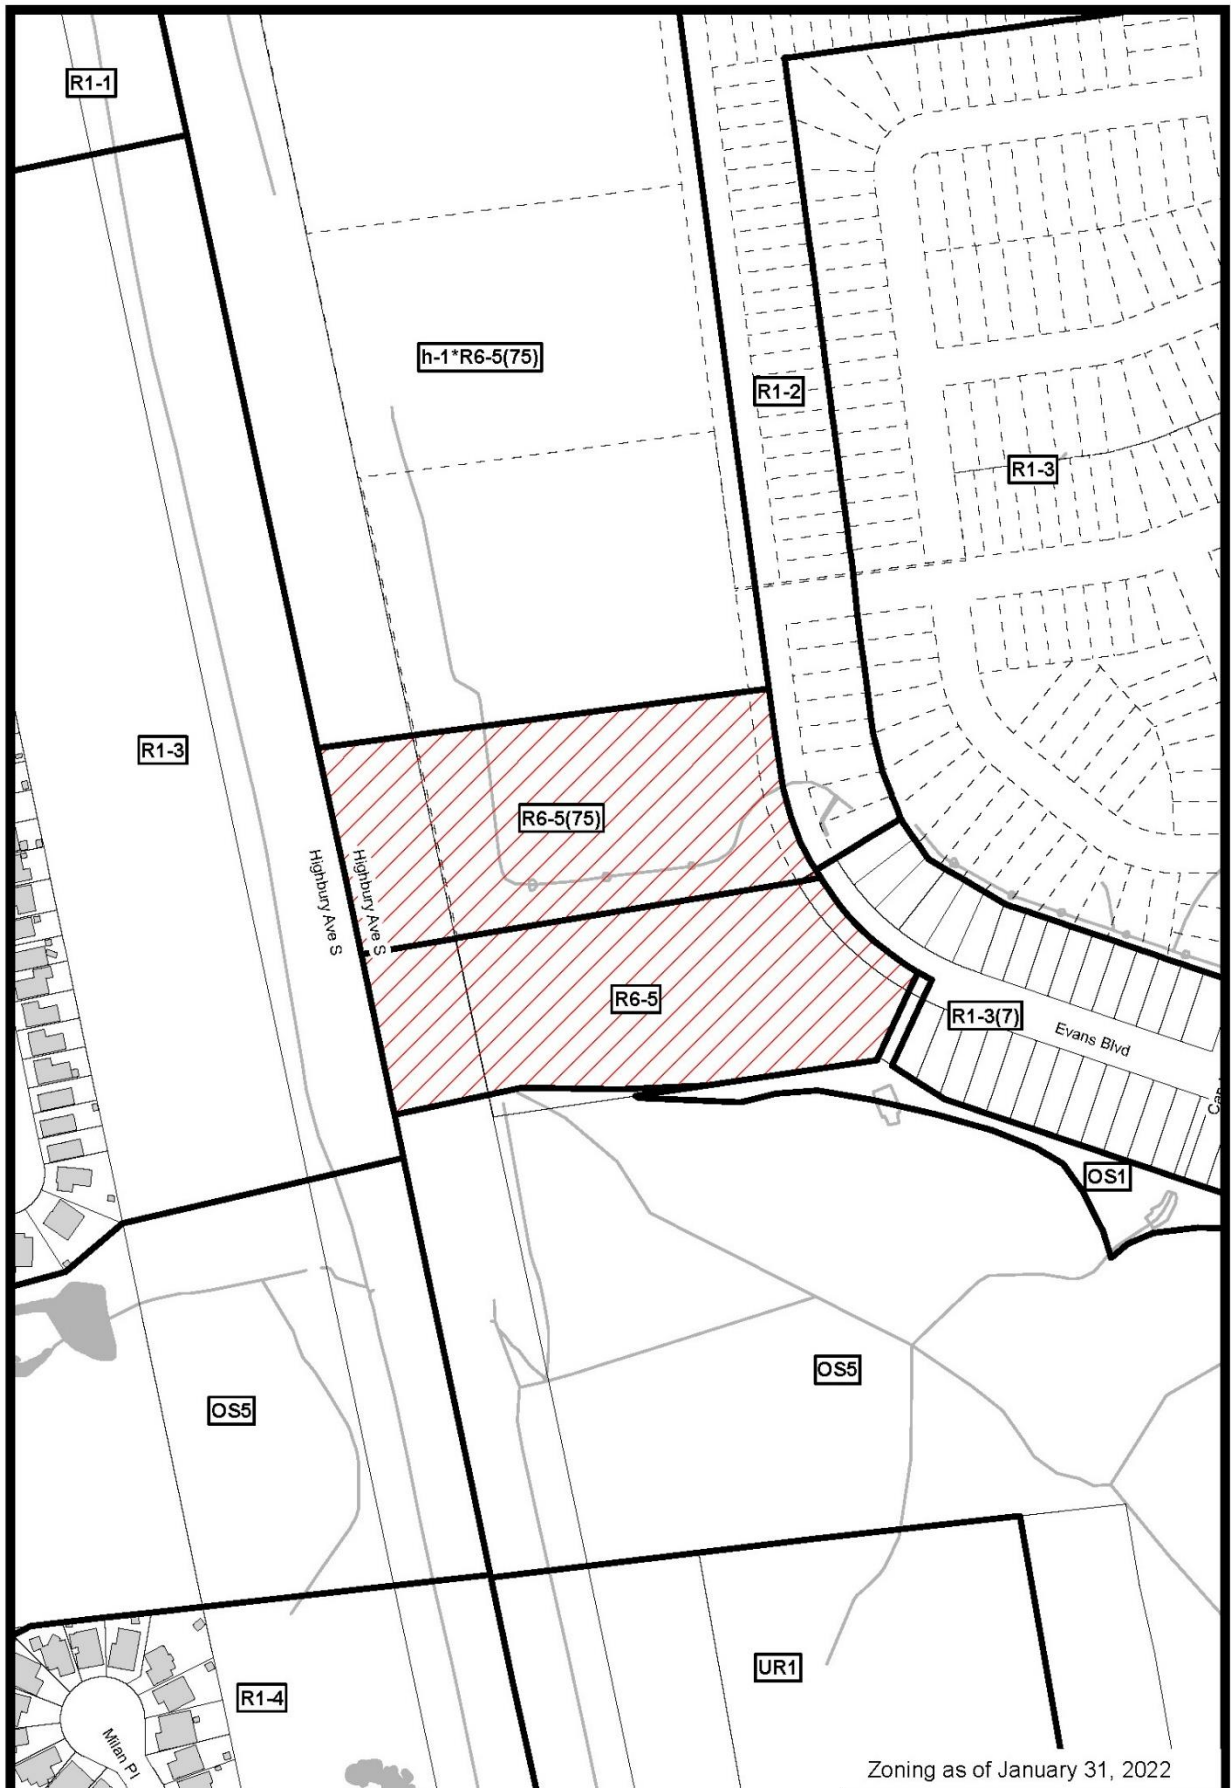 R1-1
h-1*R6-5(75)
R1-2
R1-3
R1-3
R6-5(75)
Highbury Ave S
Highbury Ave S
R6-5
R1-3(7)
Evans Blvd
OS1
OS5
OS5
UR1
R1-4
Milan Pl
Zoning as of January 31, 2022